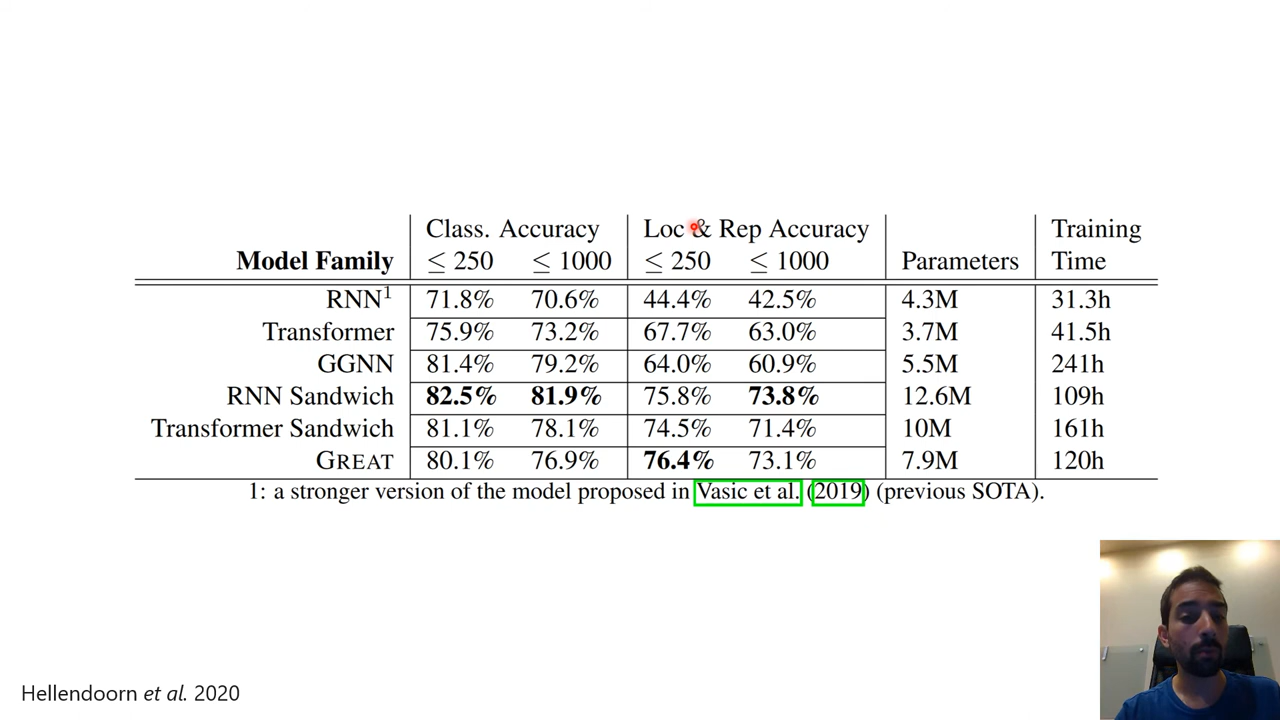 Class. Accuracy Loc & Rep Accuracy Training
Model Family ≤ 250 ≤ 1000 ≤ 250 ≤ 1000 Parameters Time
RNN¹ 71.8% 70.6% 44.4% 42.5% 4.3M 31.3h
Transformer 75.9% 73.2% 67.7% 63.0% 3.7M 41.5h
GGNN 81.4% 79.2% 64.0% 60.9% 5.5M 241h
RNN Sandwich 82.5% 81.9% 75.8% 73.8% 12.6M 109h
Transformer Sandwich 81.1% 78.1% 74.5% 71.4% 10M 161h
GREAT 80.1% 76.9% 76.4% 73.1% 7.9M 120h
1: a stronger version of the model proposed in Vasic et al. (2019) (previous SOTA).
Hellendoorn et al. 2020